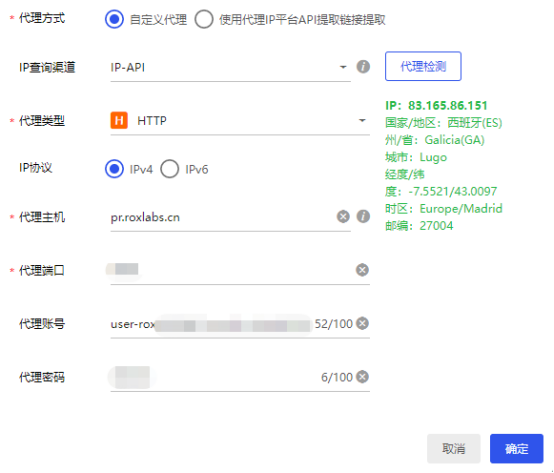 * 代理方式 自定义代理 使用代理IP平台API提取链接提取
IP查询渠道 IP-API i 代理检测
IP: 83.165.86.151
* 代理类型 H HTTP
国家/地区: 西班牙(ES)
州/省: Galicia(GA)
城市: Lugo
IP协议 IPv4 IPv6
经度/纬
度: -7.5521/43.0097
时区: Europe/Madrid
* 代理主机 pr.roxlabs.cn i
邮编: 27004
* 代理端口
代理账号 user-rox 52/100
代理密码 6/100
取消 确定